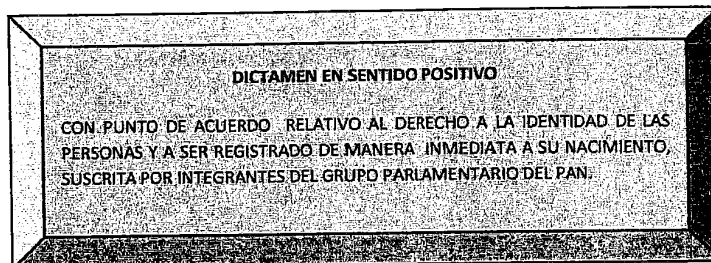 DICTAMEN EN SENTIDO POSITIVO
CON PUNTO DE ACUERDO RELATIVO AL DERECHO A LA IDENTIDAD DE LAS
PERSONAS Y A SER REGISTRADO DE MANERA INMEDIATA A SU NACIMIENTO,
SUSCRITA POR INTEGRANTES DEL GRUPO PARLAMENTARIO DEL PAN.